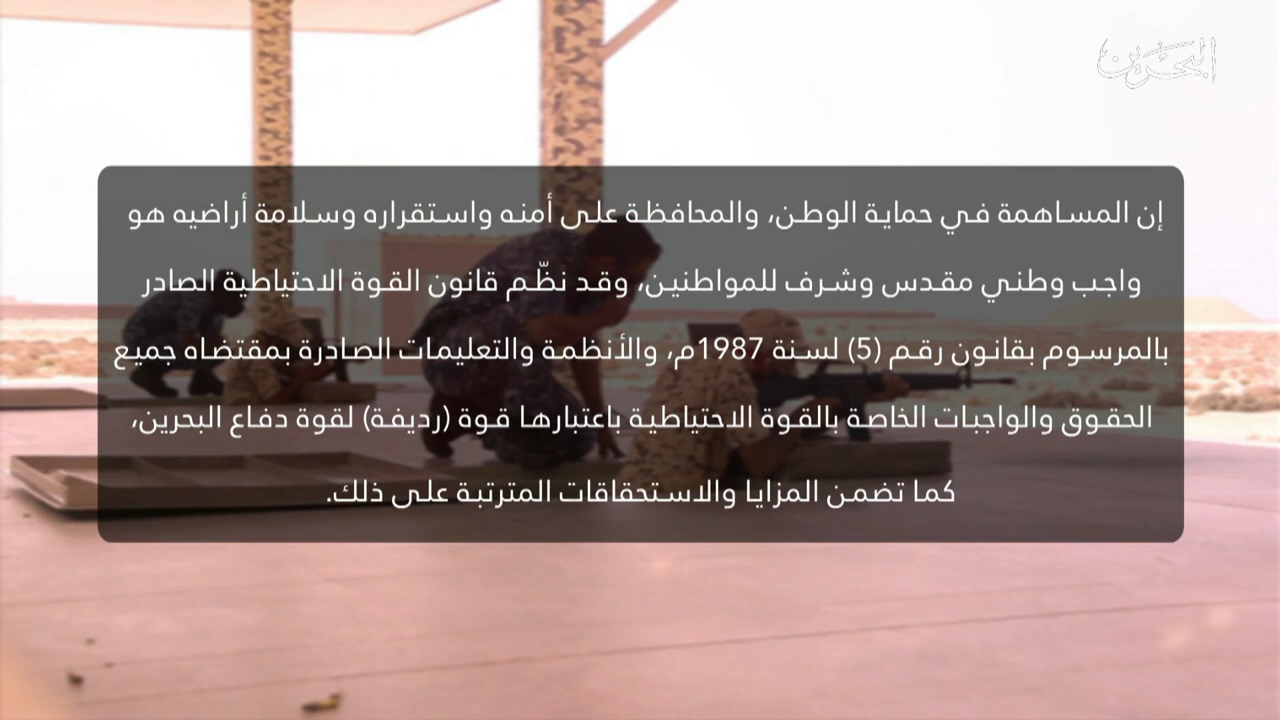 البحرين
إن المساهمة في حماية الوطن، والمحافظة على أمنه واستقراره وسلامة أراضيه هو
واجب وطني مقدس وشرف للمواطنين، وقد نظّم قانون القوة الاحتياطية الصادر
بالمرسوم بقانون رقم (5) لسنة 1987م، والأنظمة والتعليمات الصادرة بمقتضاه جميع
الحقوق والواجبات الخاصة بالقوة الاحتياطية باعتبارها قوة (رديفة) لقوة دفاع البحرين،
كما تضمن المزايا والاستحقاقات المترتبة على ذلك.